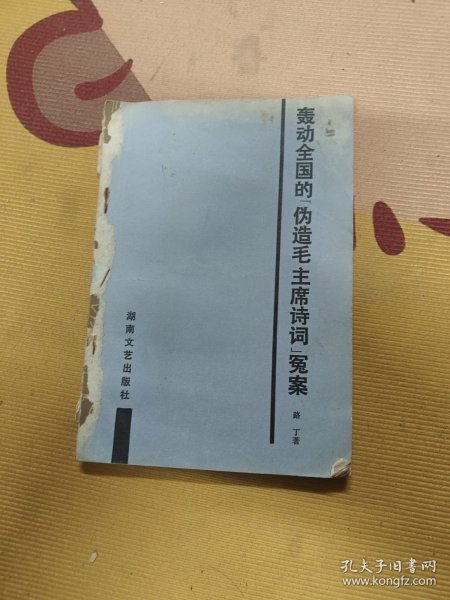 轰动全国的「伪造毛主席诗词」冤案
路丁著
湖南文艺出版社
孔夫子旧书网
www.kongfz.com